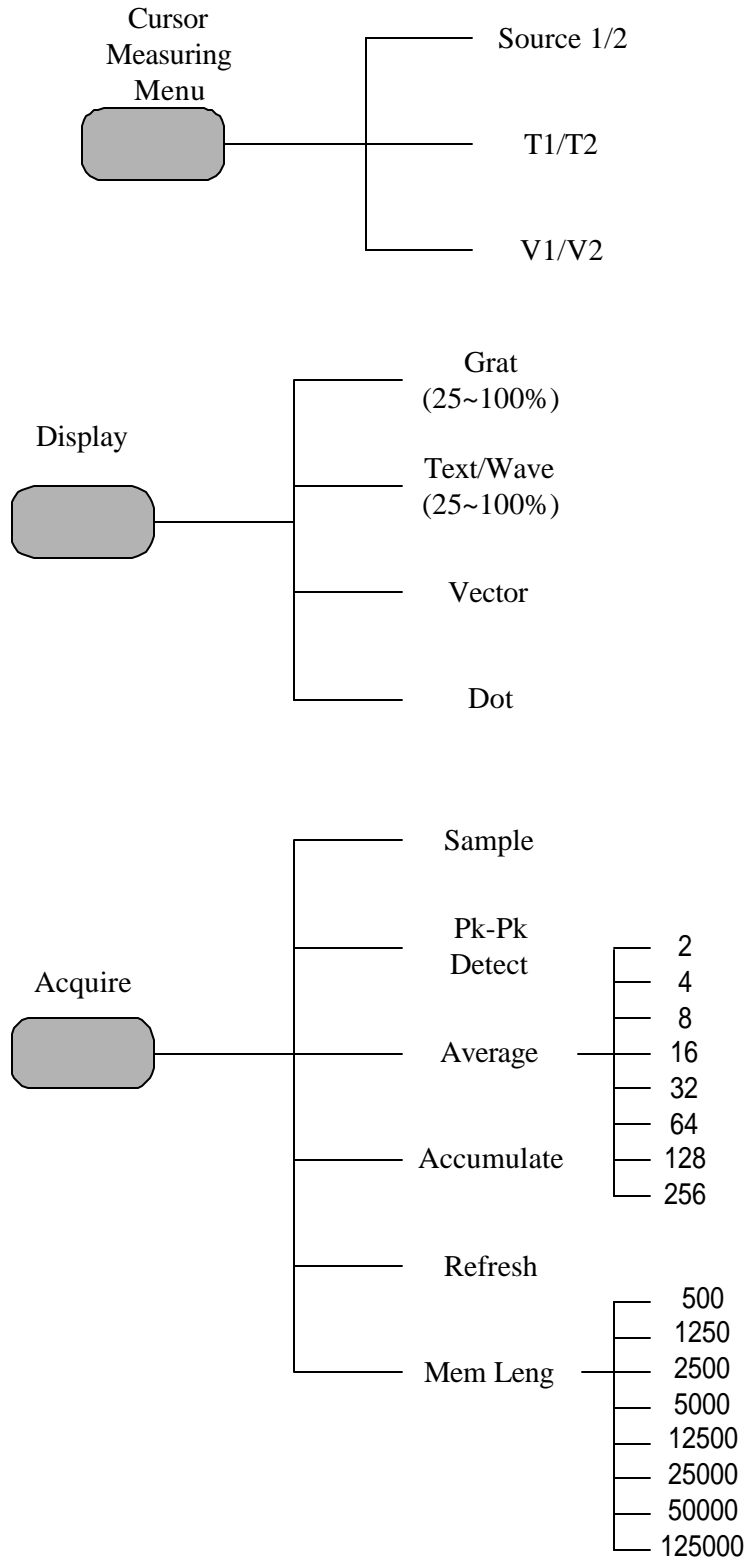 Cursor
Measuring
Menu
Source 1/2
T1/T2
V1/V2
Display
Grat
(25~100%)
Text/Wave
(25~100%)
Vector
Dot
Acquire
Sample
Pk-Pk
Detect
Average
2
4
8
16
32
64
128
256
Accumulate
Refresh
Mem Leng
500
1250
2500
5000
12500
25000
50000
125000